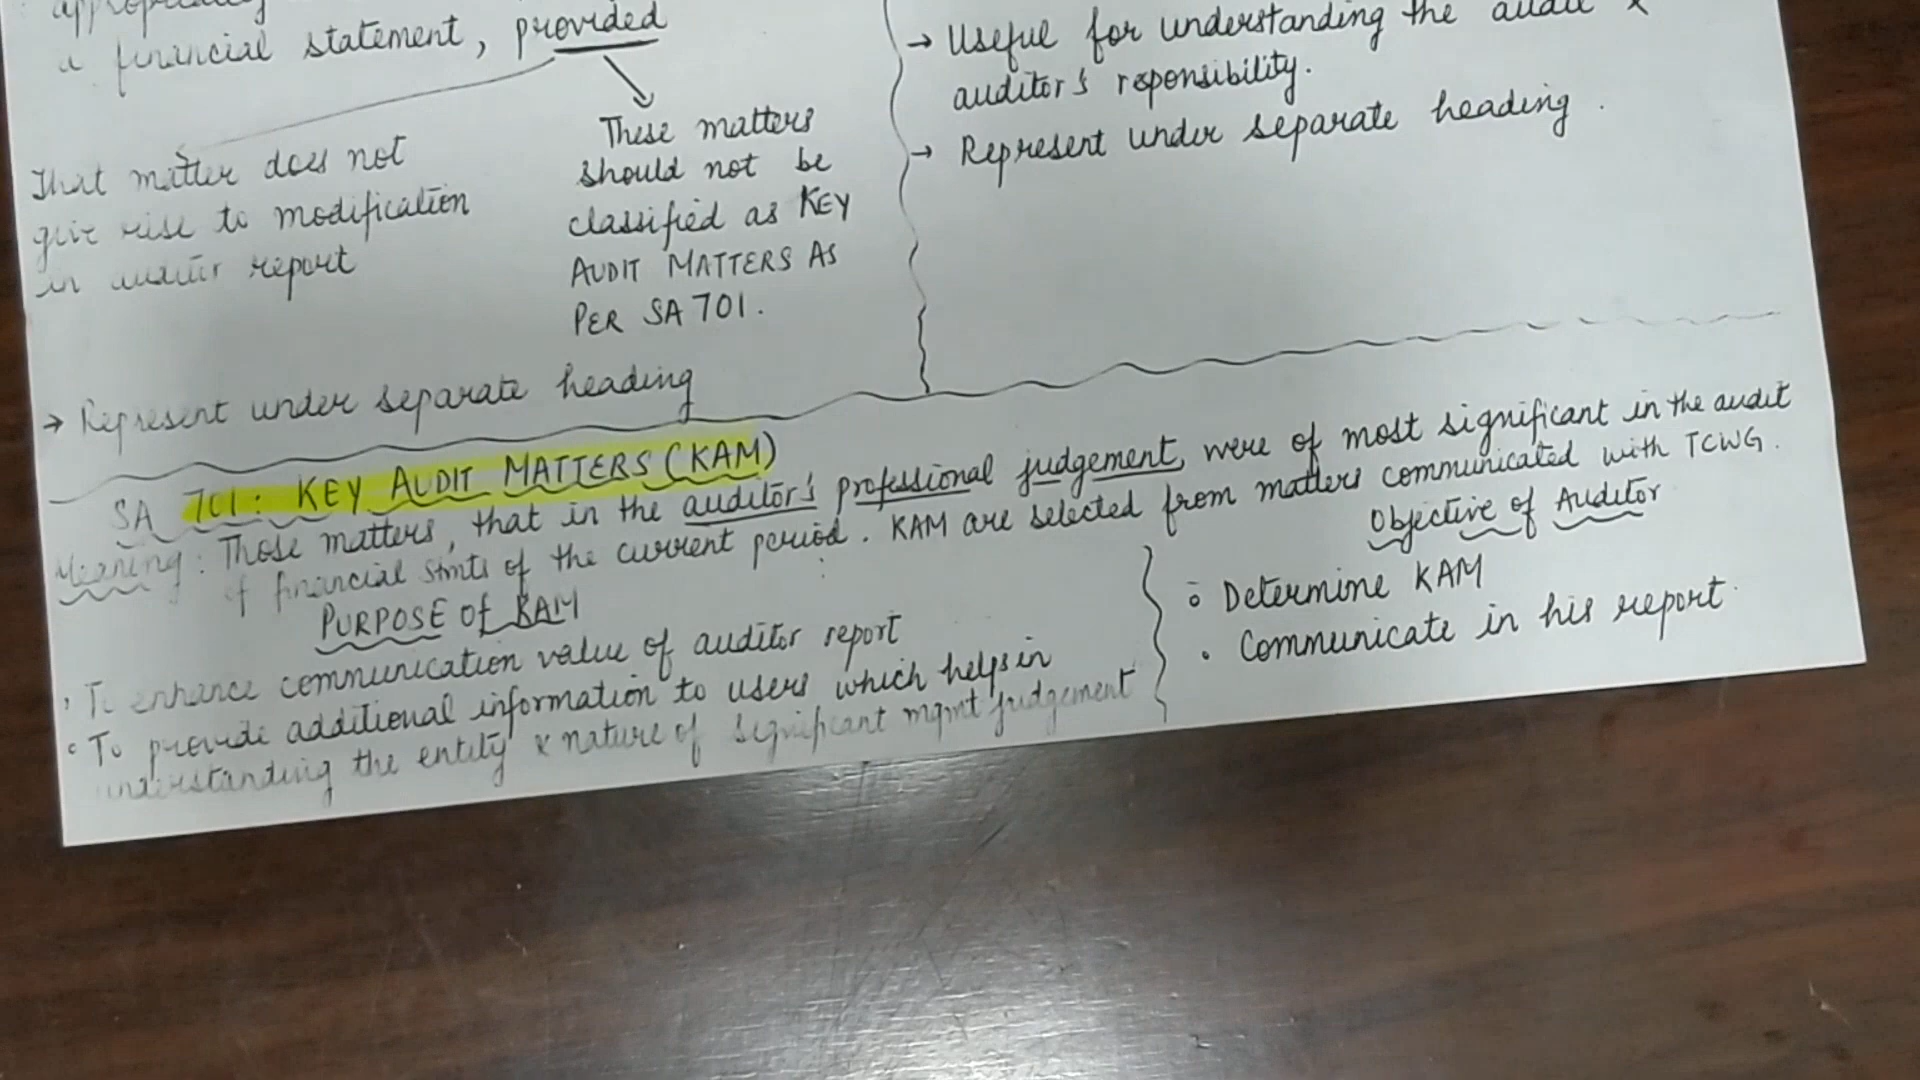 a financial statement, provided
That matter does not
give rise to modification
in auditor report
These matters
should not be
classified as KEY
AUDIT MATTERS AS
PER SA 701.
→ Represent under separate heading
→ Useful for understanding the audit &
auditor's reponsibility.
→ Represent under separate heading.
SA 701: KEY AUDIT MATTERS (KAM)
Meaning: Those matters, that in the auditor's professional judgement, were of most significant in the audit
of financial stmts of the current period. KAM are selected from matters communicated with TCWG.
PURPOSE Of KAM
• To enhance communication value of auditor report
• To provide additional information to users which helps in
understanding the entity & nature of significant mgmt judgement
Objective of Auditor
• Determine KAM
• Communicate in his report.